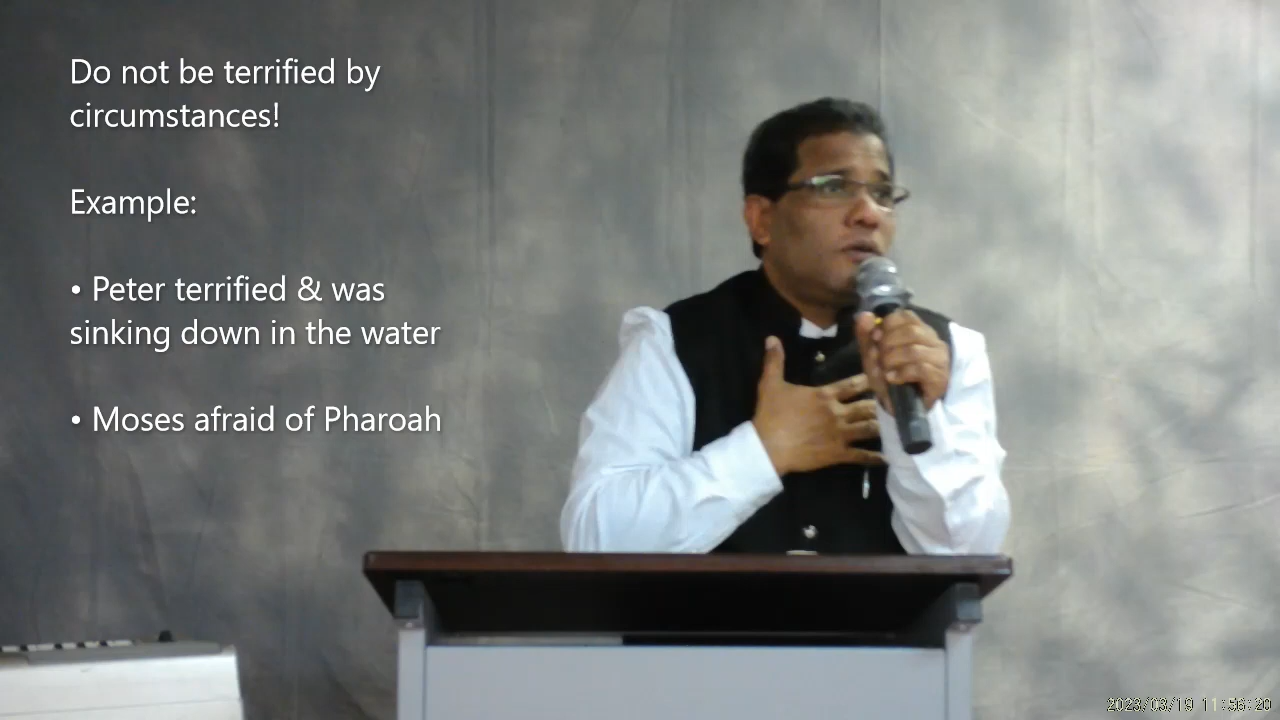 Do not be terrified by
circumstances!
Example:
• Peter terrified & was
sinking down in the water
• Moses afraid of Pharoah
2023/03/19 11:56:20